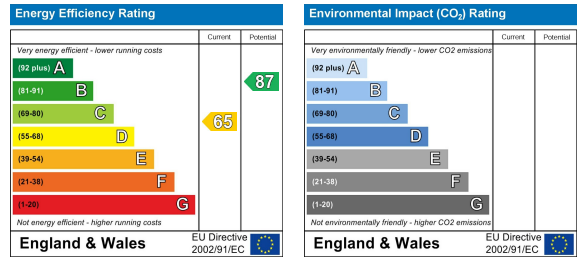 Energy Efficiency Rating
Current Potential
Very energy efficient - lower running costs
(92 plus) A
(81-91) B
(69-80) C
(55-68) D
(39-54) E
(21-38) F
(1-20) G
65
87
Not energy efficient - higher running costs
England & Wales
EU Directive
2002/91/EC
Environmental Impact (CO2) Rating
Current Potential
Very environmentally friendly - lower CO2 emissions
(92 plus) A
(81-91) B
(69-80) C
(55-68) D
(39-54) E
(21-38) F
(1-20) G
Not environmentally friendly - higher CO2 emissions
England & Wales
EU Directive
2002/91/EC